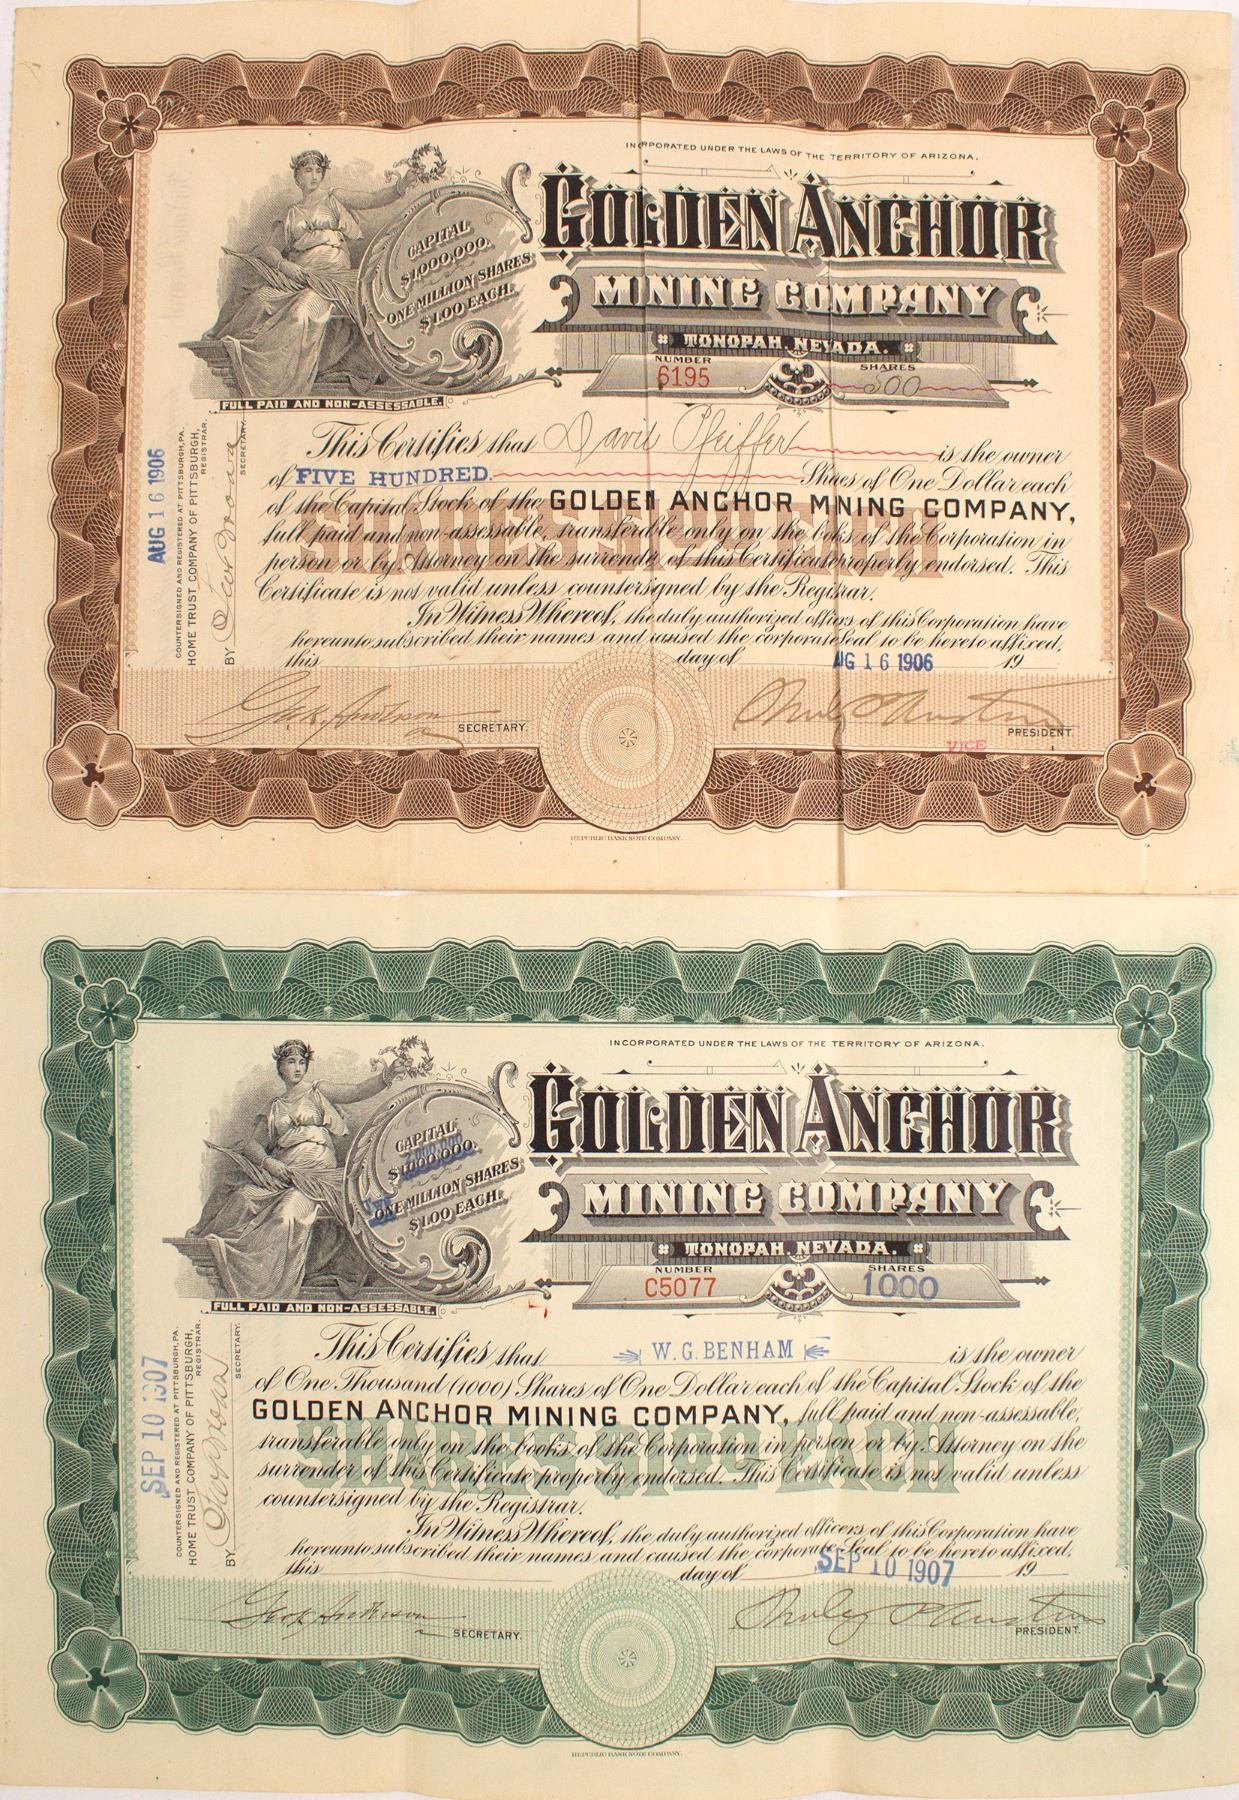 INCRPORATED UNDER THE LAWS OF THE TERRITORY OF ARIZONA.
GOLDEN ANCHOR
MINING COMPANY
TONOPAH, NEVADA.
CAPITAL
$1,000,000.
ONE MILLION SHARES
$1.00 EACH.
FULL PAID AND NON-ASSESSABLE.
NUMBER
6195
SHARES
500
This Certifies that David Pfeiffer is the owner
of FIVE HUNDRED Shares of One Dollar each
of the Capital Stock of the GOLDEN ANCHOR MINING COMPANY,
full paid and non-assessable, transferable only on the books of the Corporation in
person or by Attorney on the surrender of this Certificate properly endorsed. This
Certificate is not valid unless countersigned by the Registrar.
In Witness Whereof, the duly authorized officers of this Corporation have
hereunto subscribed their names and caused the corporate Seal to be hereto affixed,
this day of AUG 16 1906 19
SECRETARY.
PRESIDENT.
VICE
AUG 16 1906
COUNTERSIGNED AND REGISTERED AT PITTSBURGH, PA.
HOME TRUST COMPANY OF PITTSBURGH,
REGISTRAR.
BY
SECRETARY.
REPUBLIC BANK NOTE COMPANY.
INCORPORATED UNDER THE LAWS OF THE TERRITORY OF ARIZONA.
GOLDEN ANCHOR
MINING COMPANY
TONOPAH, NEVADA.
CAPITAL
2,000,000
$1,000,000.
Two
ONE MILLION SHARES
$1.00 EACH.
FULL PAID AND NON-ASSESSABLE.
NUMBER
C5077
SHARES
1000
This Certifies that W. G. BENHAM is the owner
of One Thousand (1000) Shares of One Dollar each of the Capital Stock of the
GOLDEN ANCHOR MINING COMPANY, full paid and non-assessable,
transferable only on the books of the Corporation in person or by Attorney on the
surrender of this Certificate properly endorsed. This Certificate is not valid unless
countersigned by the Registrar.
In Witness Whereof, the duly authorized officers of this Corporation have
hereunto subscribed their names and caused the corporate Seal to be hereto affixed,
this day of SEP 10 1907 19
SECRETARY.
PRESIDENT.
SEP 10 1907
COUNTERSIGNED AND REGISTERED AT PITTSBURGH, PA.
HOME TRUST COMPANY OF PITTSBURGH,
REGISTRAR.
BY
SECRETARY.
REPUBLIC BANK NOTE COMPANY.